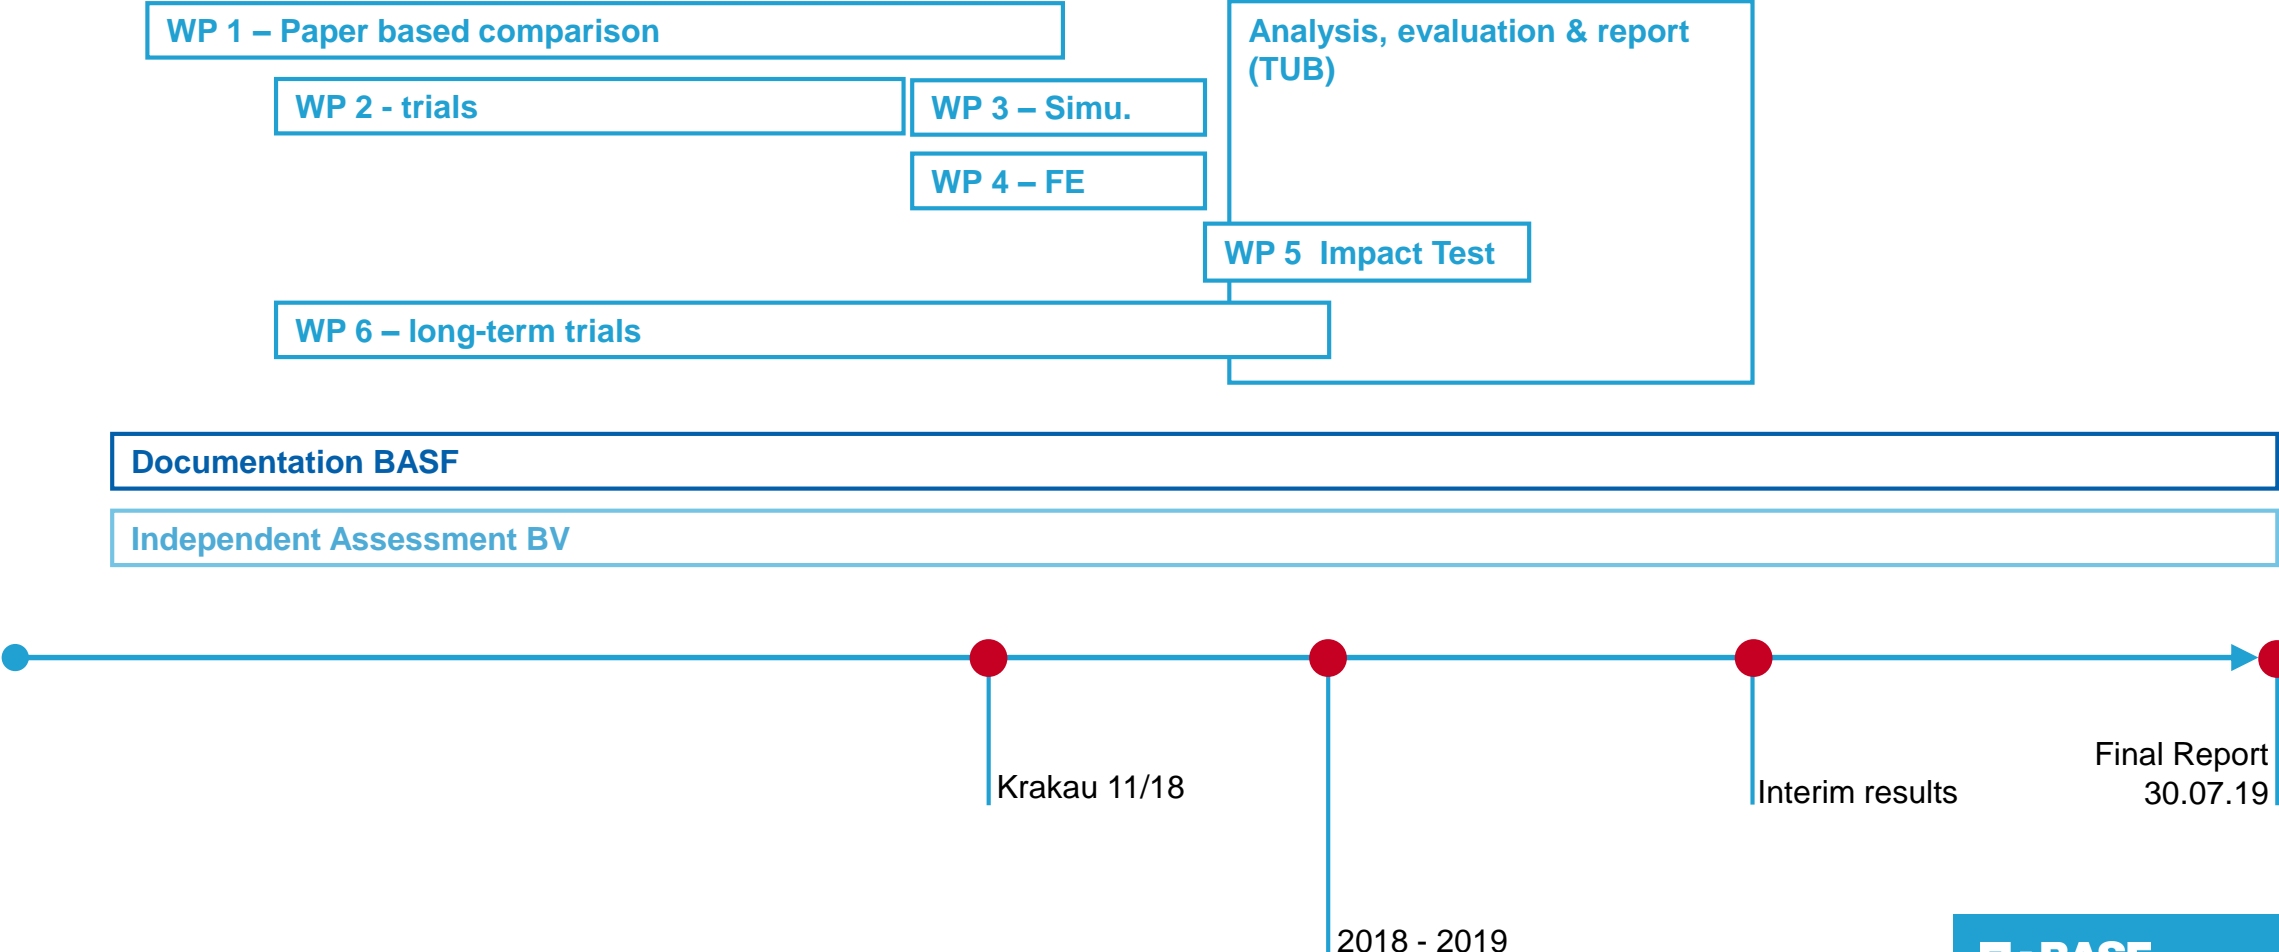 WP 1 – Paper based comparison
Analysis, evaluation & report
(TUB)
WP 2 - trials
WP 3 – Simu.
WP 4 – FE
WP 5  Impact Test
WP 6 – long-term trials
Documentation BASF
Independent Assessment BV
Krakau 11/18
Interim results
Final Report
30.07.19
2018 - 2019
BASF